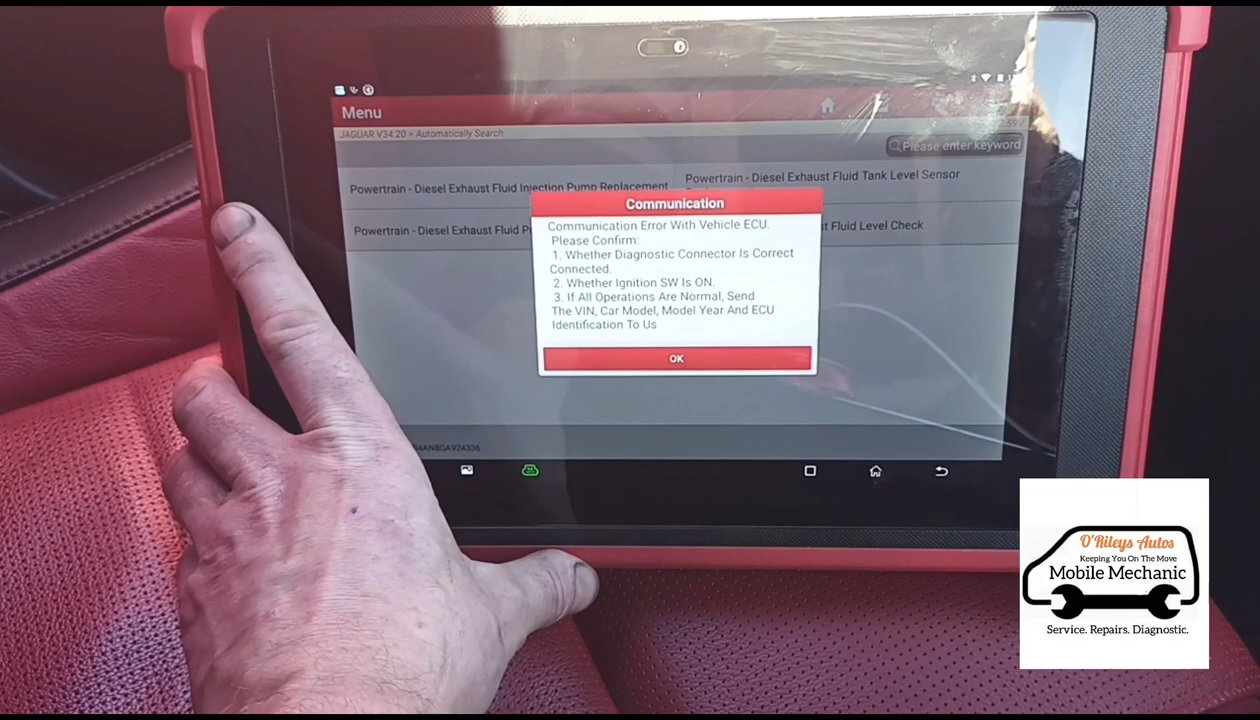 Menu
JAGUAR V34.20 > Automatically Search
Please enter keyword
Powertrain - Diesel Exhaust Fluid Injection Pump Replacement
Powertrain - Diesel Exhaust Fluid Tank Level Sensor
Powertrain - Diesel Exhaust Fluid
t Fluid Level Check
Communication
Communication Error With Vehicle ECU.
Please Confirm:
1. Whether Diagnostic Connector Is Correct
Connected.
2. Whether Ignition SW Is ON.
3. If All Operations Are Normal, Send
The VIN, Car Model, Model Year And ECU
Identification To Us
OK
O'Rileys Autos
Keeping You On The Move
Mobile Mechanic
Service. Repairs. Diagnostic.